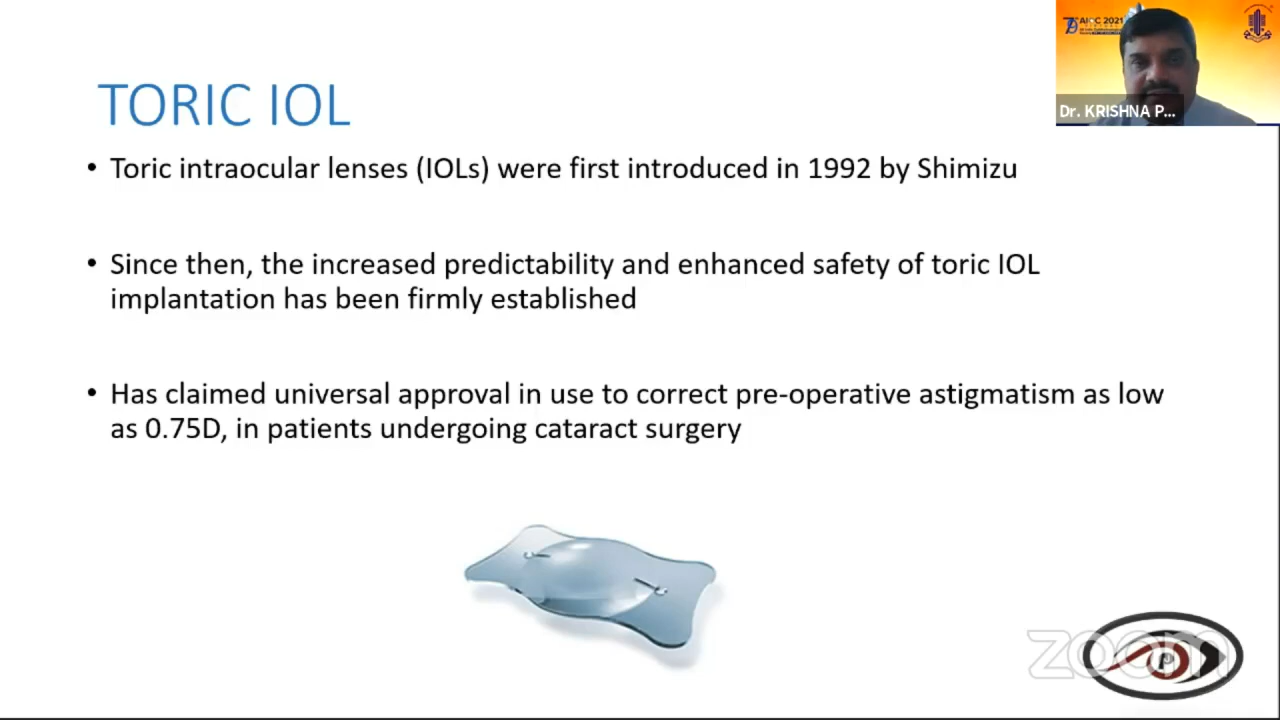 TORIC IOL
• Toric intraocular lenses (IOLs) were first introduced in 1992 by Shimizu
• Since then, the increased predictability and enhanced safety of toric IOL
implantation has been firmly established
• Has claimed universal approval in use to correct pre-operative astigmatism as low
as 0.75D, in patients undergoing cataract surgery
AIOC 2021
Dr. KRISHNA P...
zoom